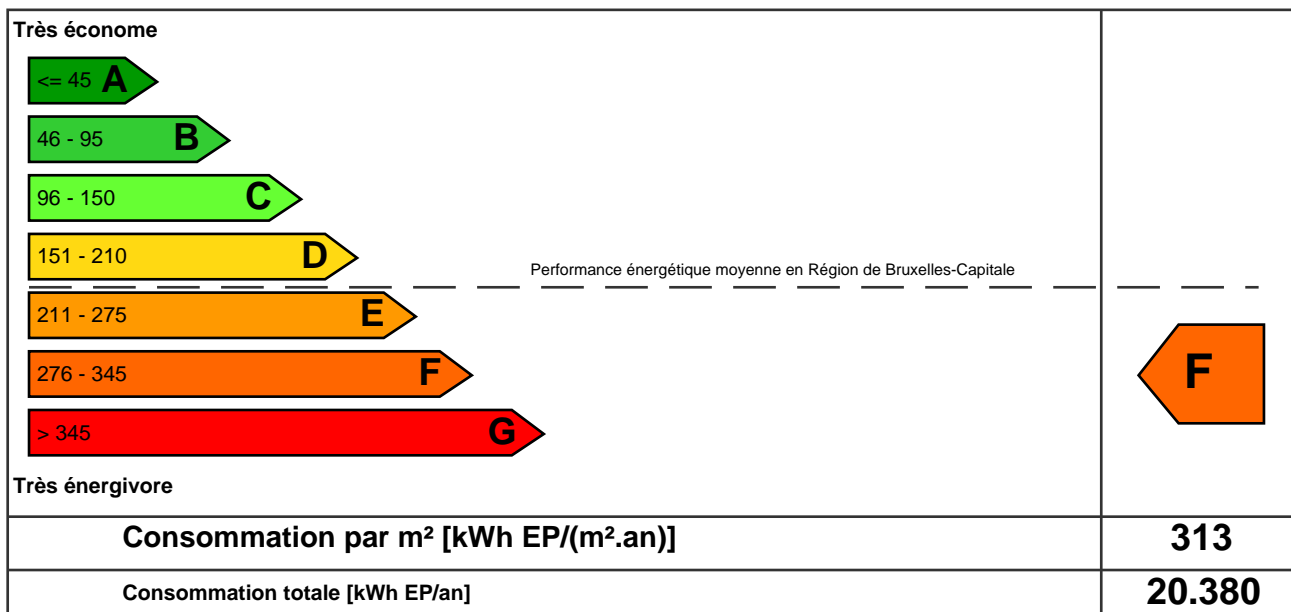 Très économe
<= 45 A
46 - 95 B
96 - 150 C
151 - 210 D
Performance énergétique moyenne en Région de Bruxelles-Capitale
211 - 275 E
276 - 345 F
F
> 345 G
Très énergivore
Consommation par m² [kWh EP/(m².an)] 313
Consommation totale [kWh EP/an] 20.380